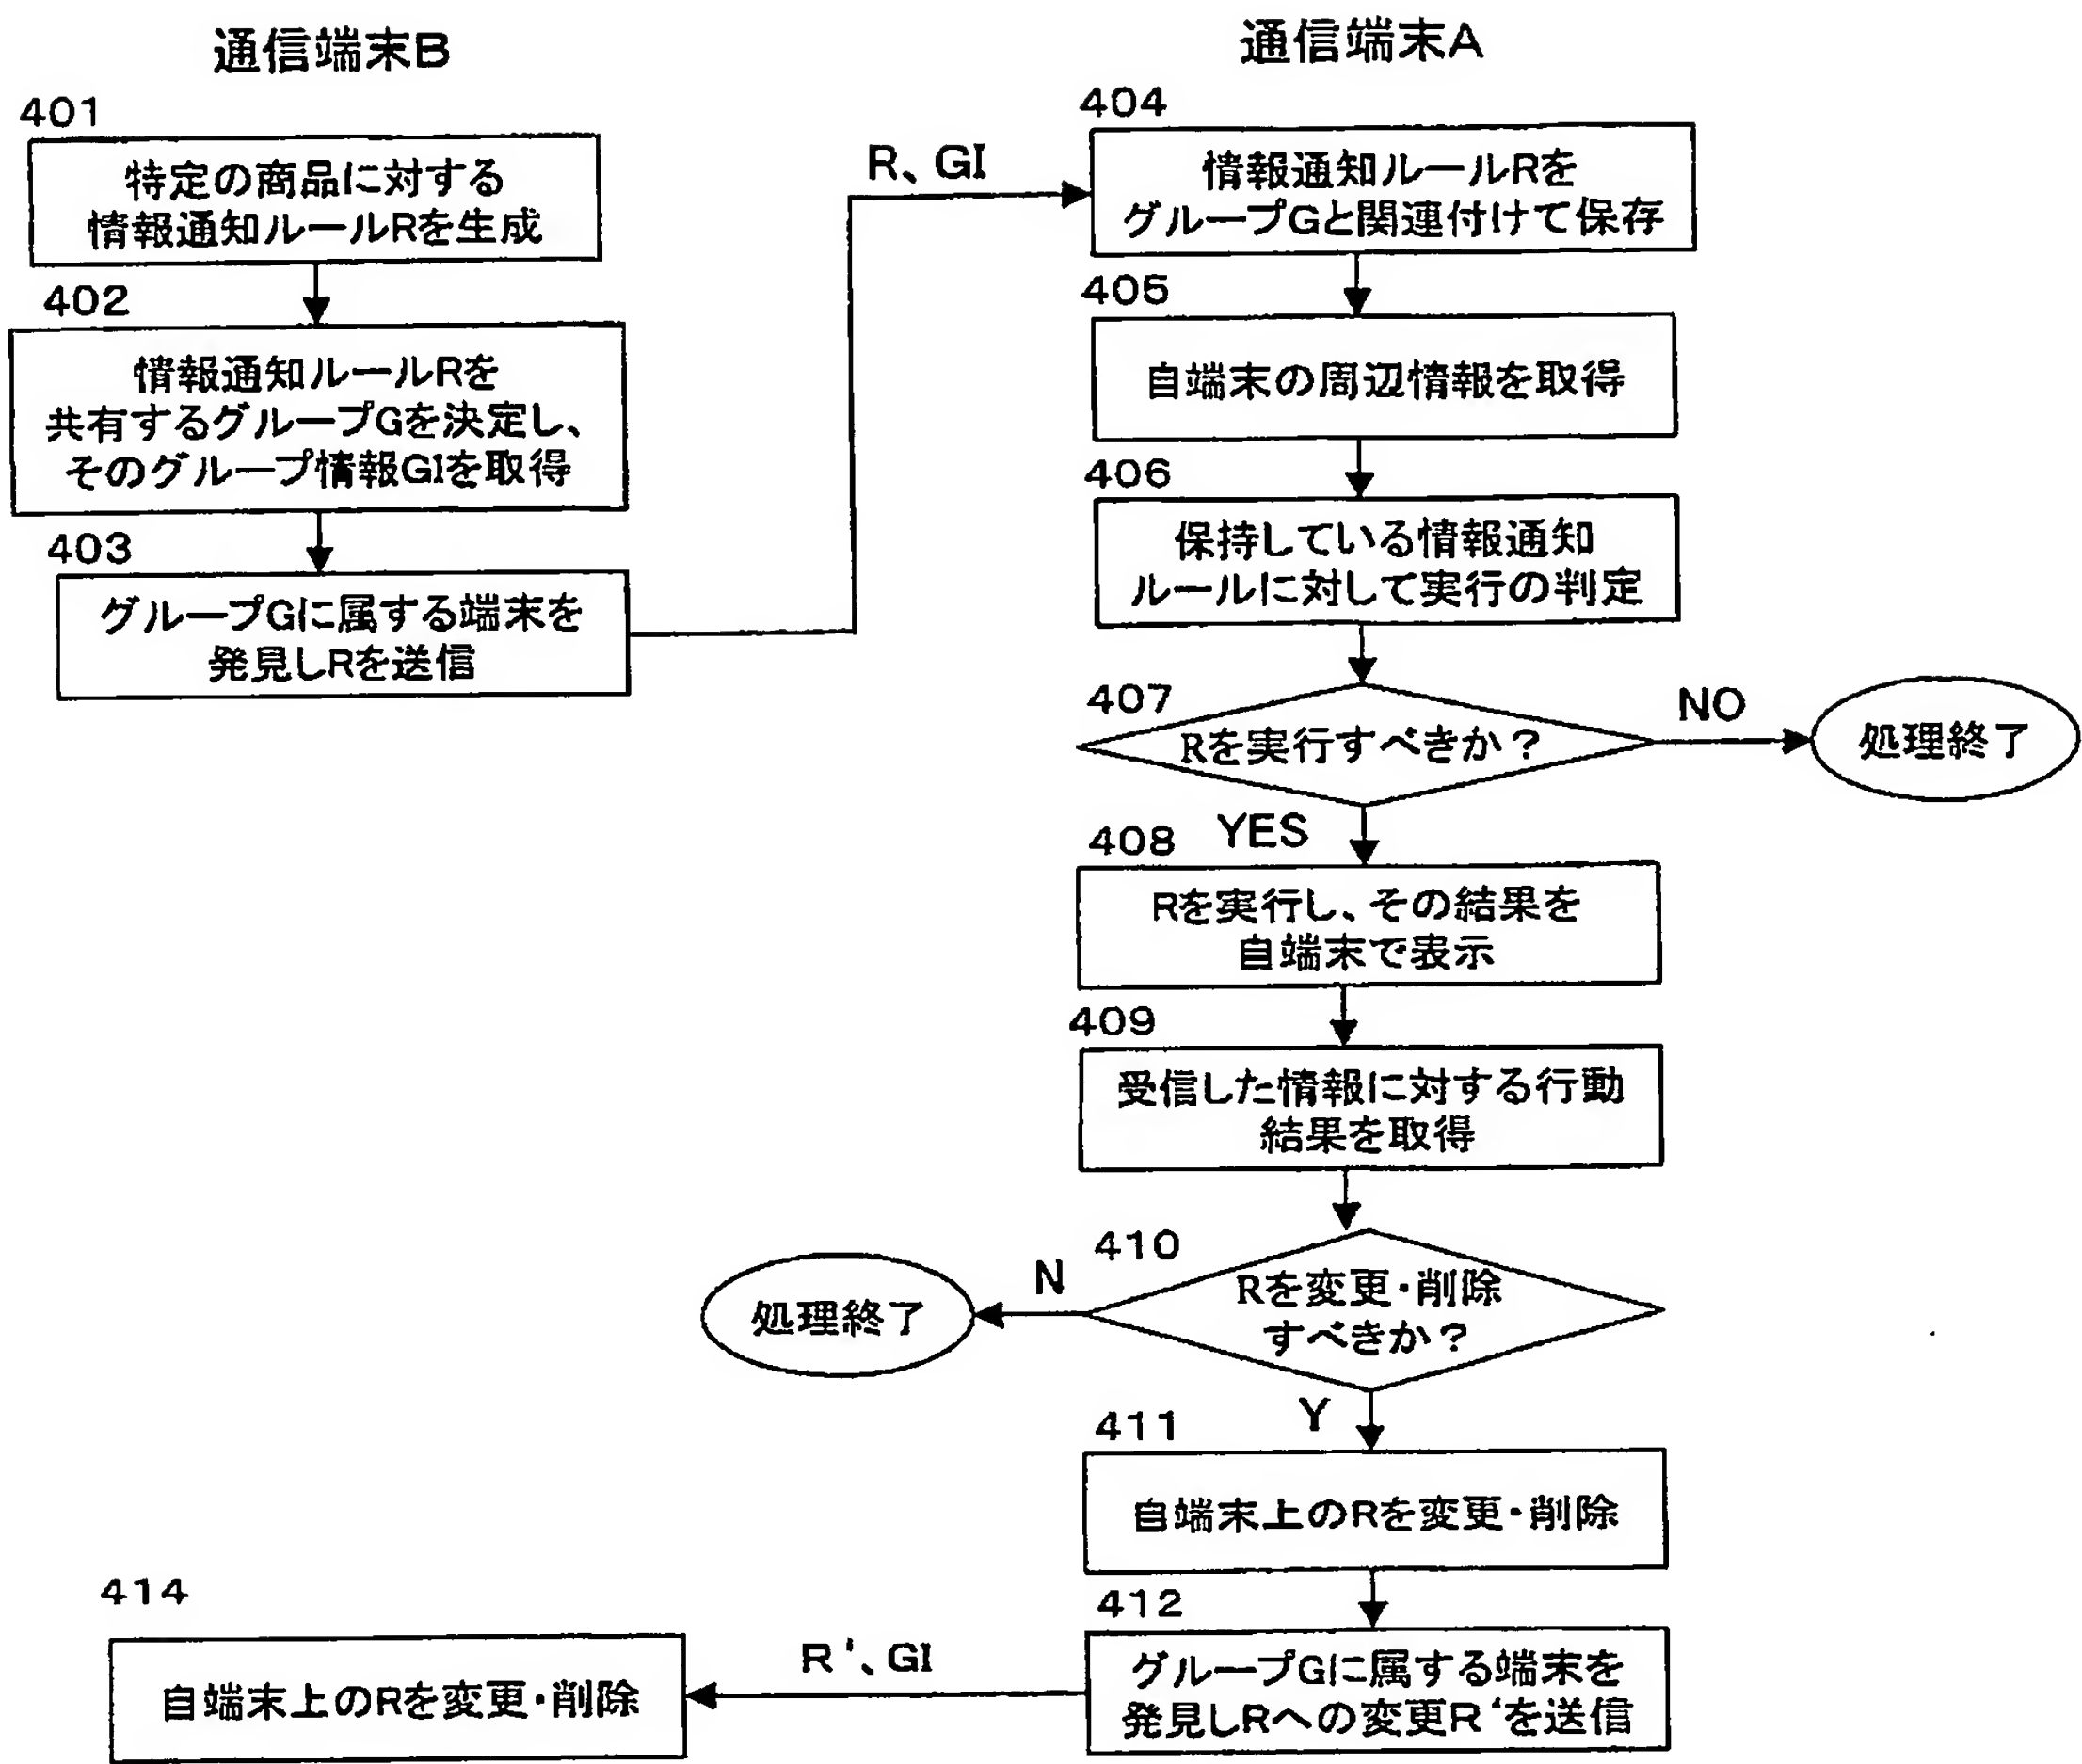 通信端末B
401
特定の商品に対する
情報通知ルールRを生成
402
情報通知ルールRを
共有するグループGを決定し、
そのグループ情報GIを取得
403
グループGに属する端末を
発見しRを送信
R、GI
通信端末A
404
情報通知ルールRを
グループGと関連付けて保存
405
自端末の周辺情報を取得
406
保持している情報通知
ルールに対して実行の判定
407
Rを実行すべきか?
NO
処理終了
YES
408
Rを実行し、その結果を
自端末で表示
409
受信した情報に対する行動
結果を取得
410
Rを変更・削除
すべきか?
N
処理終了
Y
411
自端末上のRを変更・削除
412
グループGに属する端末を
発見しRへの変更R'を送信
R'、GI
414
自端末上のRを変更・削除